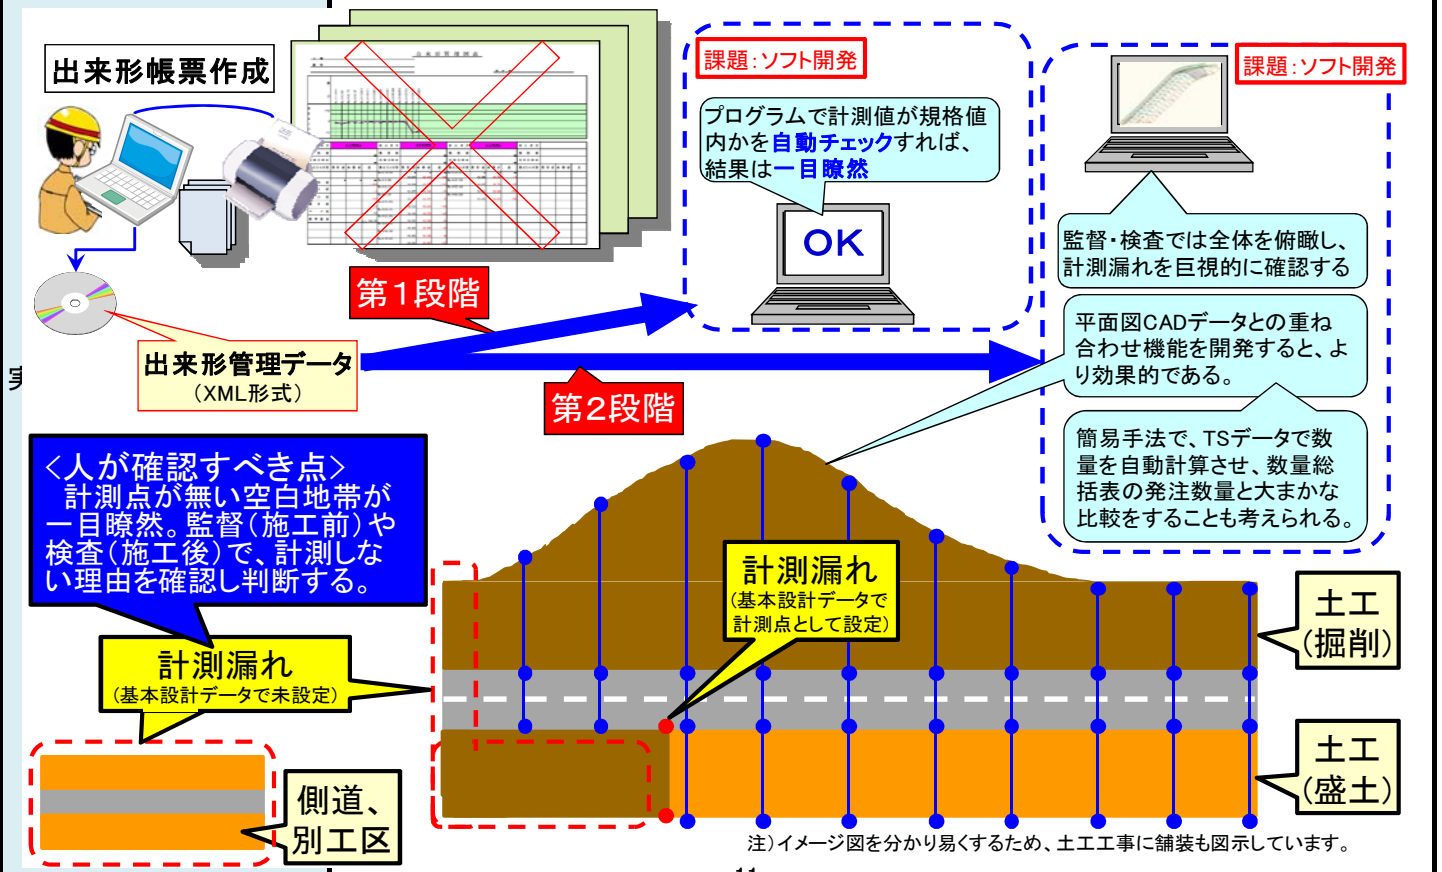 出来形帳票作成
課題：ソフト開発
課題：ソフト開発
プログラムで計測値が規格値
内かを自動チェックすれば、
結果は一目瞭然
OK
監督・検査では全体を俯瞰し、
計測漏れを巨視的に確認する
第１段階
平面図CADデータとの重ね
合わせ機能を開発すると、よ
り効果的である。
出来形管理データ
（XML形式）
第２段階
簡易手法で、TSデータで数
量を自動計算させ、数量総
括表の発注数量と大まかな
比較をすることも考えられる。
＜人が確認すべき点＞
計測点が無い空白地帯が
一目瞭然。監督（施工前）や
検査（施工後）で、計測しな
い理由を確認し判断する。
計測漏れ
（基本設計データで
計測点として設定）
土工
（掘削）
計測漏れ
（基本設計データで未設定）
土工
（盛土）
側道、
別工区
注）イメージ図を分かり易くするため、土工工事に舗装も図示しています。